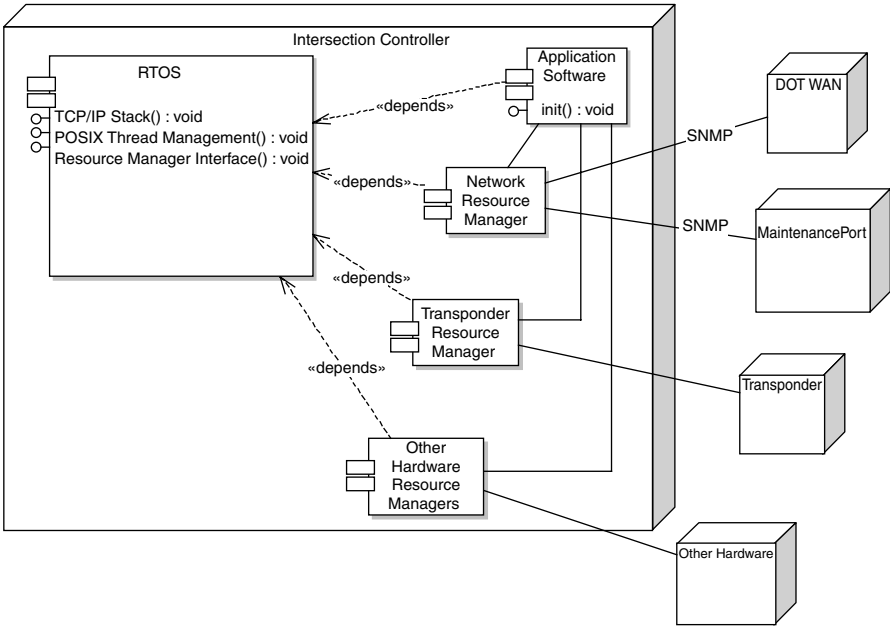 Intersection Controller
RTOS
TCP/IP Stack() : void
POSIX Thread Management() : void
Resource Manager Interface() : void
Application
Software
init() : void
«depends»
DOT WAN
SNMP
«depends»
Network
Resource
Manager
SNMP
MaintenancePort
«depends»
Transponder
Resource
Manager
Transponder
«depends»
Other
Hardware
Resource
Managers
Other Hardware